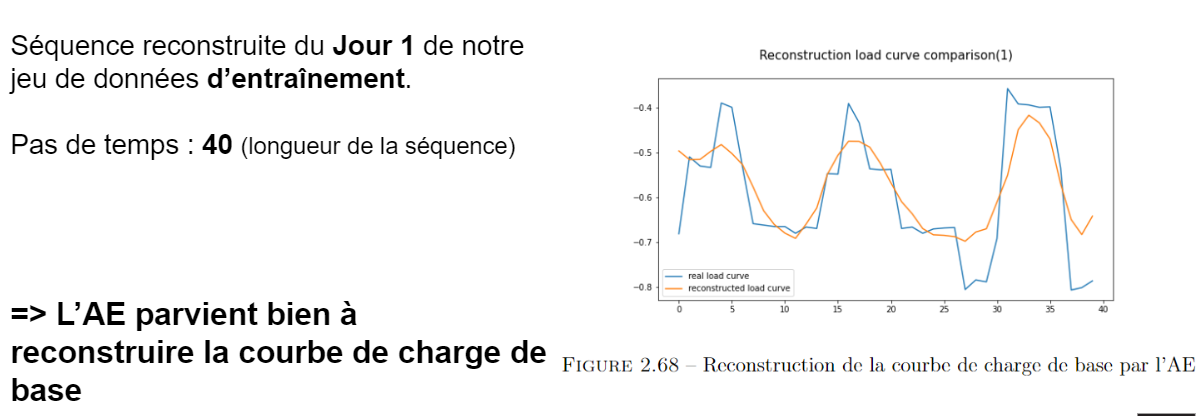 Séquence reconstruite du Jour 1 de notre
jeu de données d’entraînement.
Pas de temps : 40 (longueur de la séquence)
=> L’AE parvient bien à
reconstruire la courbe de charge de
base
Reconstruction load curve comparison(1)
−0.4
−0.5
−0.6
−0.7
−0.8
real load curve
reconstructed load curve
0 5 10 15 20 25 30 35 40
FIGURE 2.68 – Reconstruction de la courbe de charge de base par l’AE